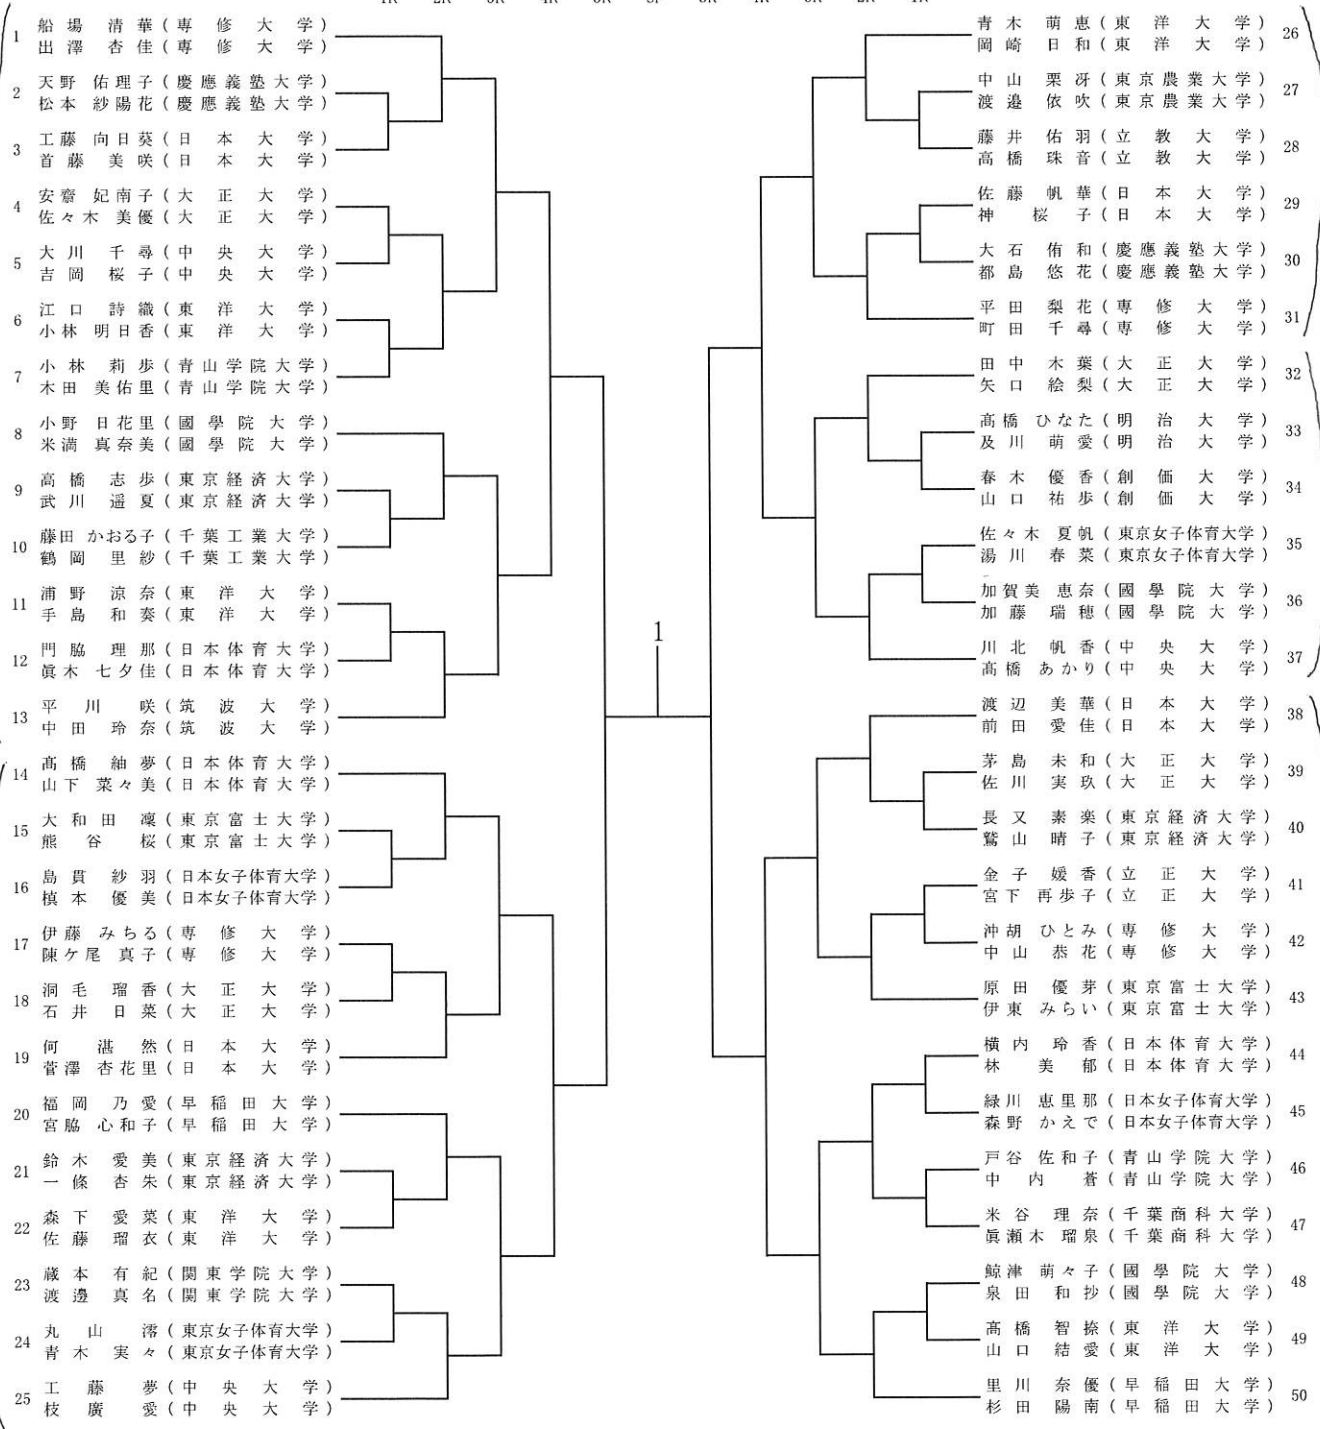 1R 2R 3R 4R 5R SF 5R 4R 3R 2R 1R
1 船場 清華 (専修大学)
出澤 杏佳 (専修大学)
2 天野 佑理子 (慶應義塾大学)
松本 紗陽花 (慶應義塾大学)
3 工藤 向日葵 (日本大学)
首藤 美咲 (日本大学)
4 安齋 妃南子 (大正大学)
佐々木 美優 (大正大学)
5 大川 千尋 (中央大学)
吉岡 桜子 (中央大学)
6 江口 詩織 (東洋大学)
小林 明日香 (東洋大学)
7 小林 莉歩 (青山学院大学)
木田 美佑里 (青山学院大学)
8 小野 日花里 (國學院大学)
米満 真奈美 (國學院大学)
9 高橋 志歩 (東京経済大学)
武川 遥夏 (東京経済大学)
10 藤田 かおる子 (千葉工業大学)
鶴岡 里紗 (千葉工業大学)
11 浦野 涼奈 (東洋大学)
手島 和奏 (東洋大学)
12 門脇 理那 (日本体育大学)
眞木 七夕佳 (日本体育大学)
13 平川 咲 (筑波大学)
中田 玲奈 (筑波大学)
14 髙橋 紬夢 (日本体育大学)
山下 菜々美 (日本体育大学)
15 大和田 凜 (東京富士大学)
熊谷 桜 (東京富士大学)
16 島貫 紗羽 (日本女子体育大学)
槙本 優美 (日本女子体育大学)
17 伊藤 みちる (専修大学)
陳ケ尾 真子 (専修大学)
18 洞毛 瑠香 (大正大学)
石井 日菜 (大正大学)
19 何 湛然 (日本大学)
菅澤 杏花里 (日本大学)
20 福岡 乃愛 (早稲田大学)
宮脇 心和子 (早稲田大学)
21 鈴木 愛美 (東京経済大学)
一條 杏朱 (東京経済大学)
22 森下 愛菜 (東洋大学)
佐藤 瑠衣 (東洋大学)
23 蔵本 有紀 (関東学院大学)
渡邊 真名 (関東学院大学)
24 丸山 澪 (東京女子体育大学)
青木 実々 (東京女子体育大学)
25 工藤 夢 (中央大学)
枝廣 愛 (中央大学)
1
青木 萌恵 (東洋大学) 26
岡崎 日和 (東洋大学)
中山 栗冴 (東京農業大学) 27
渡邉 依吹 (東京農業大学)
藤井 佑羽 (立教大学) 28
高橋 珠音 (立教大学)
佐藤 帆華 (日本大学) 29
神 桜子 (日本大学)
大石 侑和 (慶應義塾大学) 30
都島 悠花 (慶應義塾大学)
平田 梨花 (専修大学) 31
町田 千尋 (専修大学)
田中 木葉 (大正大学) 32
矢口 絵梨 (大正大学)
髙橋 ひなた (明治大学) 33
及川 萌愛 (明治大学)
春木 優香 (創価大学) 34
山口 祐歩 (創価大学)
佐々木 夏帆 (東京女子体育大学) 35
湯川 春菜 (東京女子体育大学)
加賀美 恵奈 (國學院大学) 36
加藤 瑞穂 (國學院大学)
川北 帆香 (中央大学) 37
髙橋 あかり (中央大学)
渡辺 美華 (日本大学) 38
前田 愛佳 (日本大学)
茅島 未和 (大正大学) 39
佐川 実玖 (大正大学)
長又 素楽 (東京経済大学) 40
鷲山 晴子 (東京経済大学)
金子 媛香 (立正大学) 41
宮下 再歩子 (立正大学)
沖胡 ひとみ (専修大学) 42
中山 恭花 (専修大学)
原田 優芽 (東京富士大学) 43
伊東 みらい (東京富士大学)
横内 玲香 (日本体育大学) 44
林 美郁 (日本体育大学)
緑川 恵里那 (日本女子体育大学) 45
森野 かえで (日本女子体育大学)
戸谷 佐和子 (青山学院大学) 46
中内 蒼 (青山学院大学)
米谷 理奈 (千葉商科大学) 47
眞瀬木 瑠泉 (千葉商科大学)
鯨津 萌々子 (國學院大学) 48
泉田 和抄 (國學院大学)
髙橋 智捺 (東洋大学) 49
山口 結愛 (東洋大学)
里川 奈優 (早稲田大学) 50
杉田 陽南 (早稲田大学)